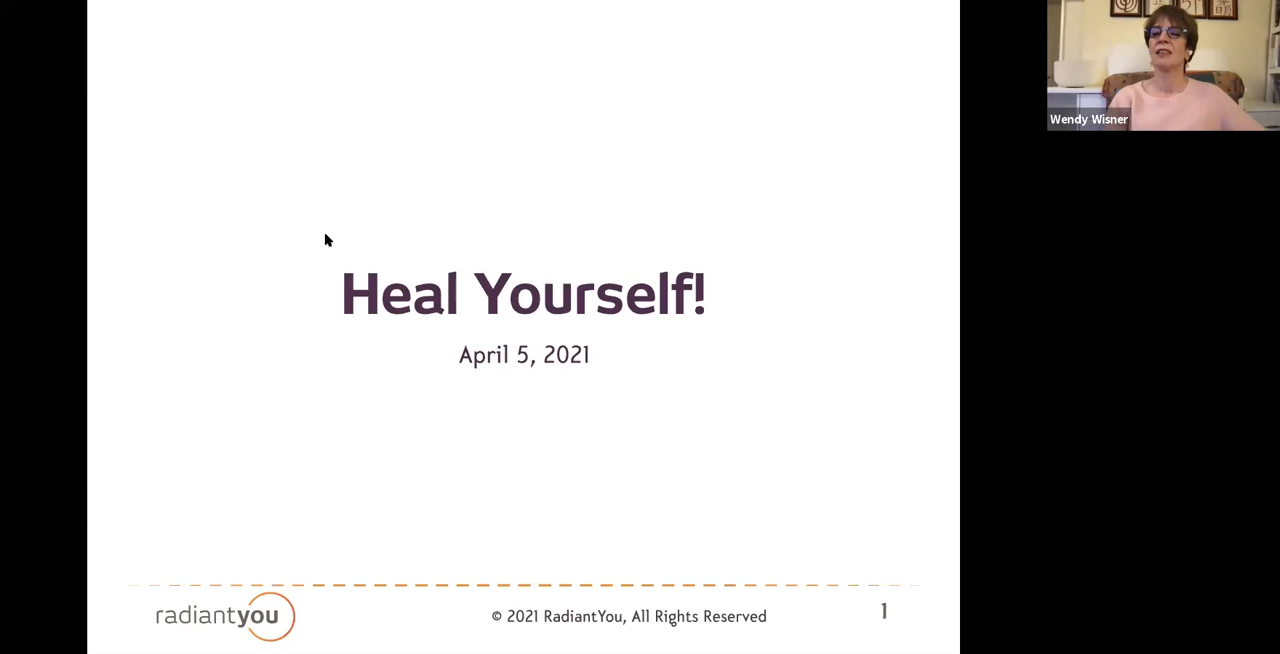 Wendy Wisner
Heal Yourself!
April 5, 2021
radiantyou
© 2021 RadiantYou, All Rights Reserved
1